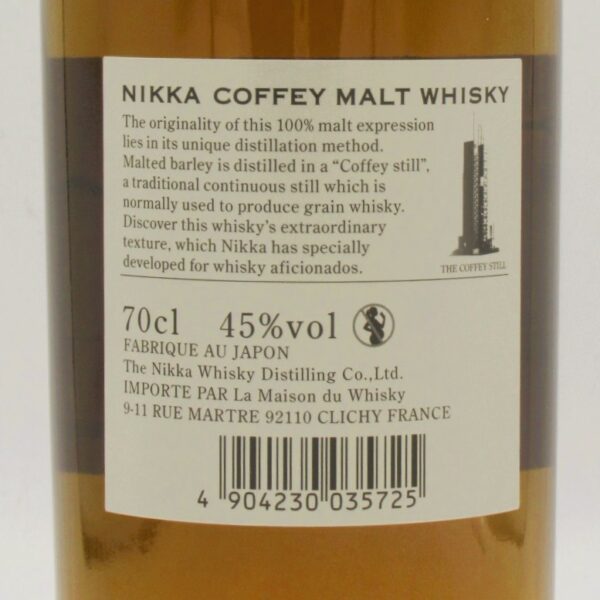 NIKKA COFFEY MALT WHISKY
The originality of this 100% malt expression
lies in its unique distillation method.
Malted barley is distilled in a “Coffey still”,
a traditional continuous still which is
normally used to produce grain whisky.
Discover this whisky’s extraordinary
texture, which Nikka has specially
developed for whisky aficionados.
THE COFFEY STILL
70cl 45%vol
FABRIQUE AU JAPON
The Nikka Whisky Distilling Co.,Ltd.
IMPORTE PAR La Maison du Whisky
9-11 RUE MARTRE 92110 CLICHY FRANCE
4 904230 035725